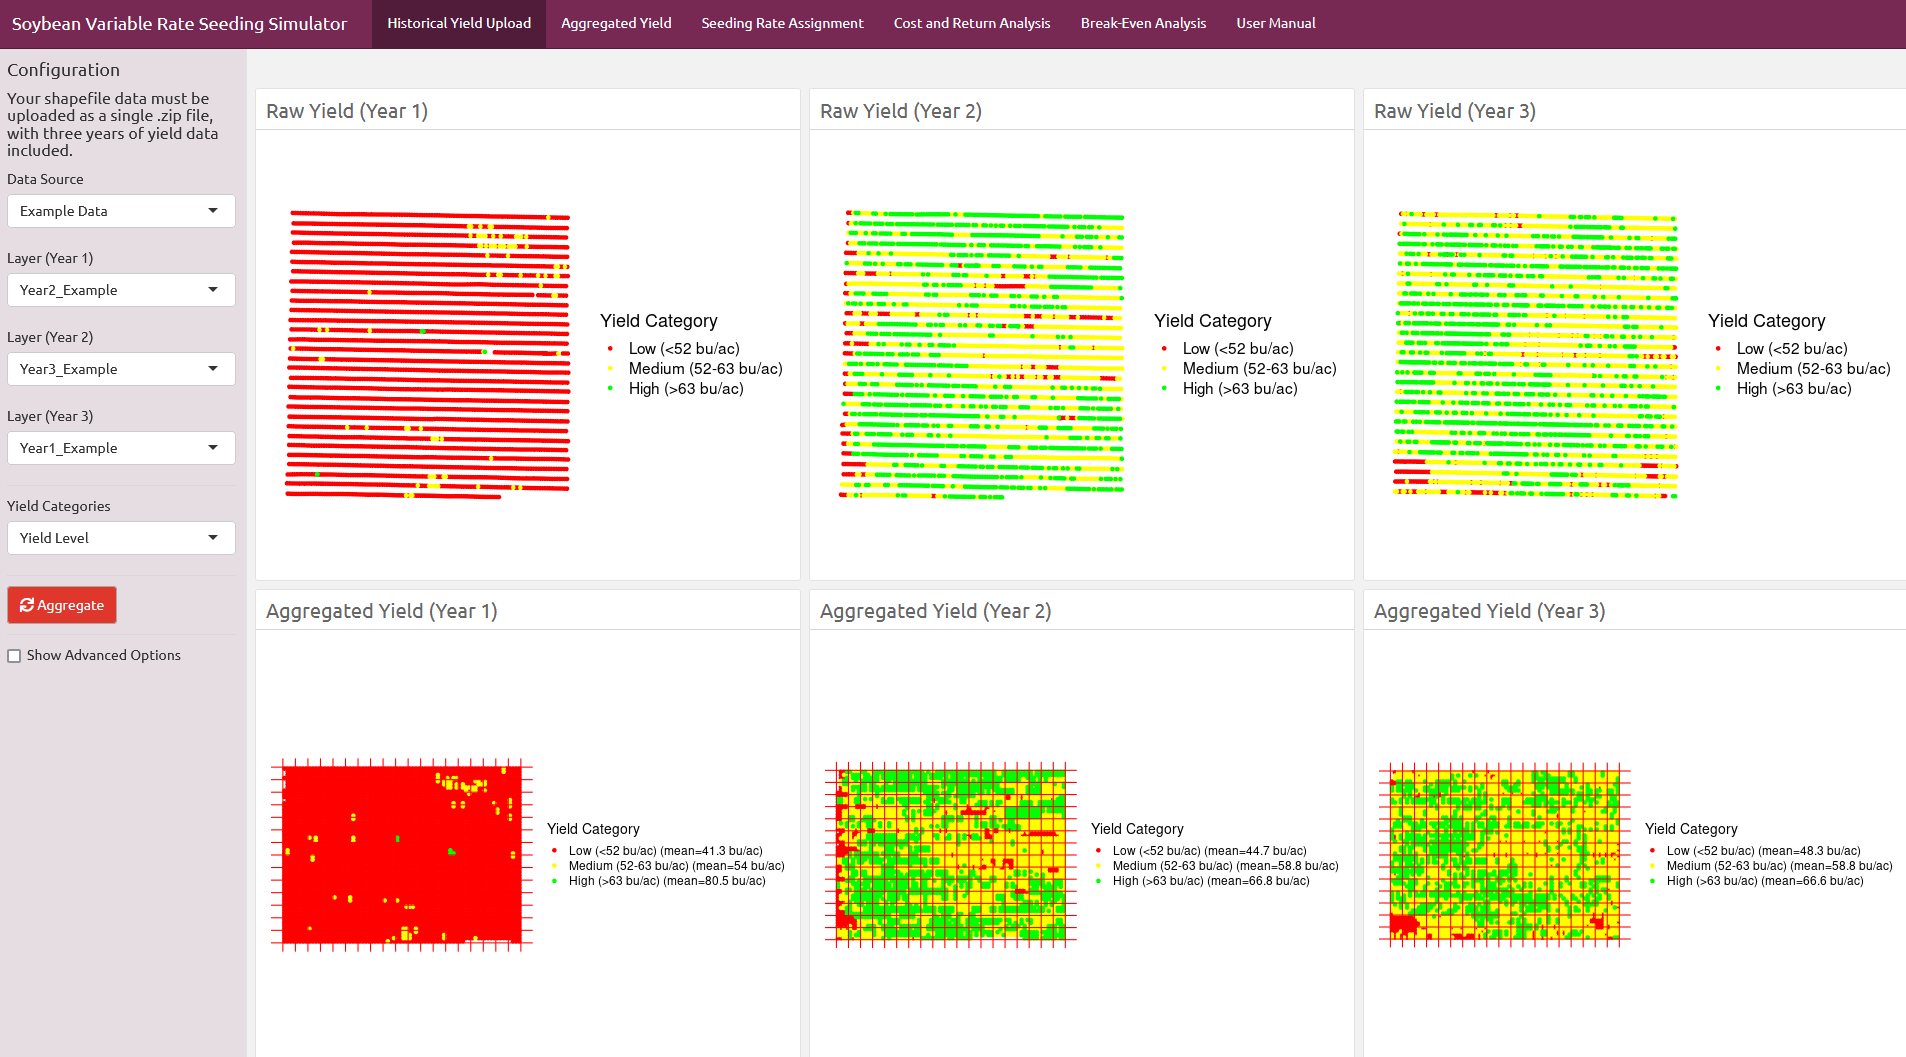 Soybean Variable Rate Seeding Simulator
Historical Yield Upload
Aggregated Yield
Seeding Rate Assignment
Cost and Return Analysis
Break-Even Analysis
User Manual
Configuration
Your shapefile data must be
uploaded as a single .zip file,
with three years of yield data
included.
Data Source
Example Data
Layer (Year 1)
Year2_Example
Layer (Year 2)
Year3_Example
Layer (Year 3)
Year1_Example
Yield Categories
Yield Level
Aggregate
Show Advanced Options
Raw Yield (Year 1)
Yield Category
Low (<52 bu/ac)
Medium (52-63 bu/ac)
High (>63 bu/ac)
Raw Yield (Year 2)
Yield Category
Low (<52 bu/ac)
Medium (52-63 bu/ac)
High (>63 bu/ac)
Raw Yield (Year 3)
Yield Category
Low (<52 bu/ac)
Medium (52-63 bu/ac)
High (>63 bu/ac)
Aggregated Yield (Year 1)
Yield Category
Low (<52 bu/ac) (mean=41.3 bu/ac)
Medium (52-63 bu/ac) (mean=54 bu/ac)
High (>63 bu/ac) (mean=80.5 bu/ac)
Aggregated Yield (Year 2)
Yield Category
Low (<52 bu/ac) (mean=44.7 bu/ac)
Medium (52-63 bu/ac) (mean=58.8 bu/ac)
High (>63 bu/ac) (mean=66.8 bu/ac)
Aggregated Yield (Year 3)
Yield Category
Low (<52 bu/ac) (mean=48.3 bu/ac)
Medium (52-63 bu/ac) (mean=58.8 bu/ac)
High (>63 bu/ac) (mean=66.6 bu/ac)